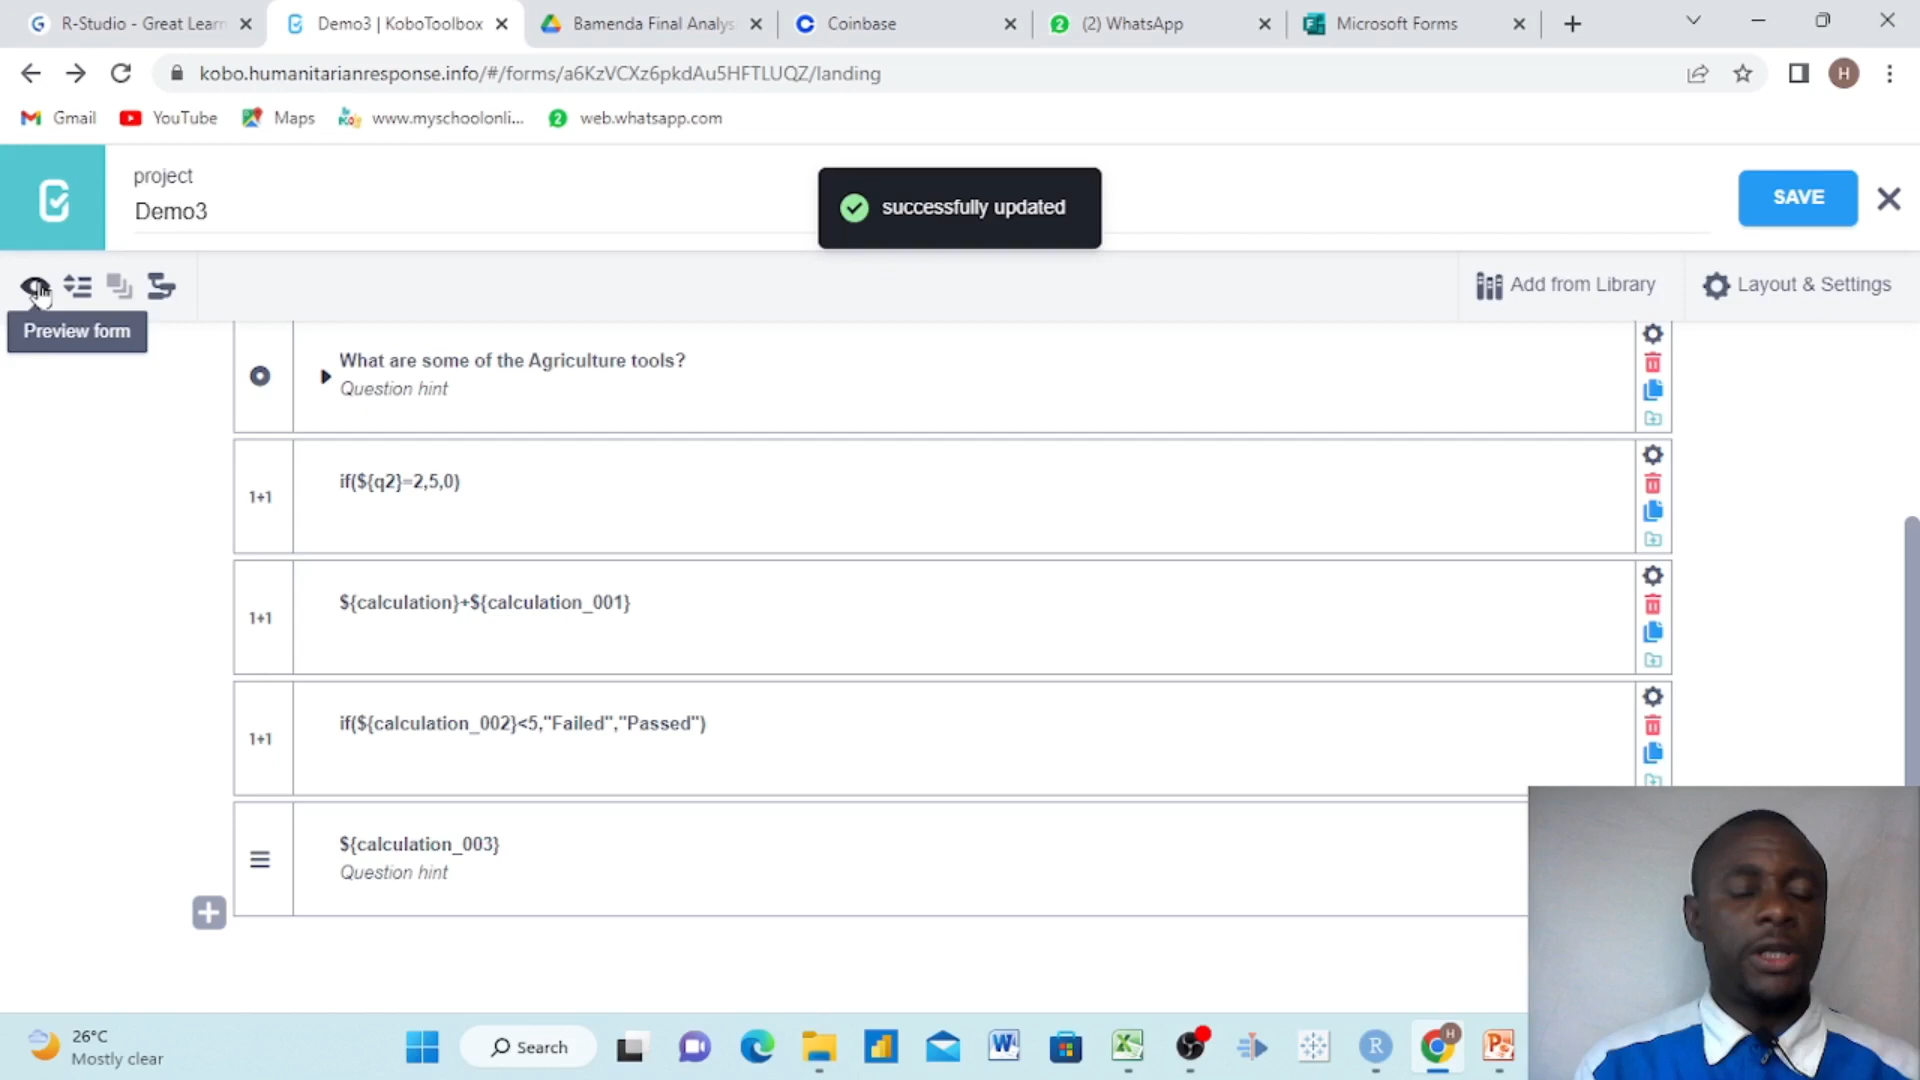 R-Studio - Great Learn
Demo3 | KoboToolbox
Bamenda Final Analys
Coinbase
(2) WhatsApp
Microsoft Forms
kobo.humanitarianresponse.info/#/forms/a6KzVCXz6pkdAu5HFTLUQZ/landing
H
Gmail
YouTube
Maps
www.myschoolonli...
web.whatsapp.com
project
Demo3
successfully updated
SAVE
Add from Library
Layout & Settings
Preview form
What are some of the Agriculture tools?
Question hint
1+1
if(${q2}=2,5,0)
1+1
${calculation}+${calculation_001}
1+1
if(${calculation_002}<5,"Failed","Passed")
${calculation_003}
Question hint
26°C
Mostly clear
Search